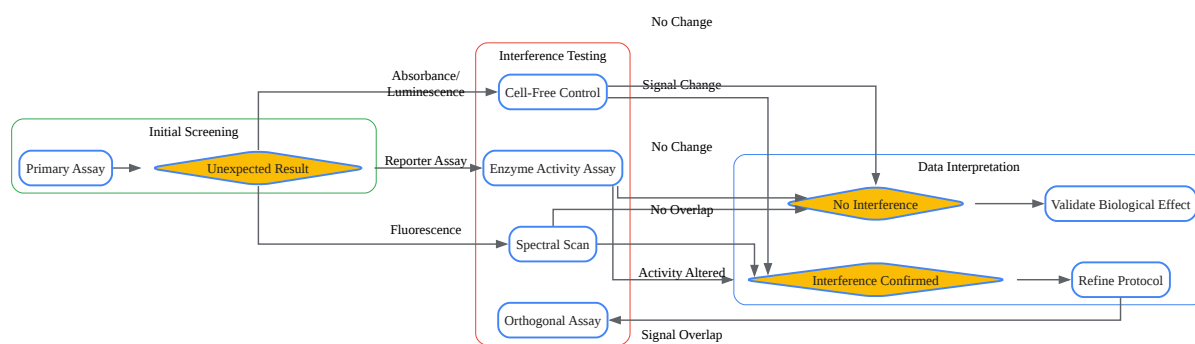 No Change
Interference Testing
Absorbance/
Luminescence
Cell-Free Control
Signal Change
Initial Screening
Primary Assay
Unexpected Result
Reporter Assay
Enzyme Activity Assay
No Change
Data Interpretation
No Overlap
No Interference
Validate Biological Effect
Fluorescence
Spectral Scan
Activity Altered
Interference Confirmed
Refine Protocol
Orthogonal Assay
Signal Overlap